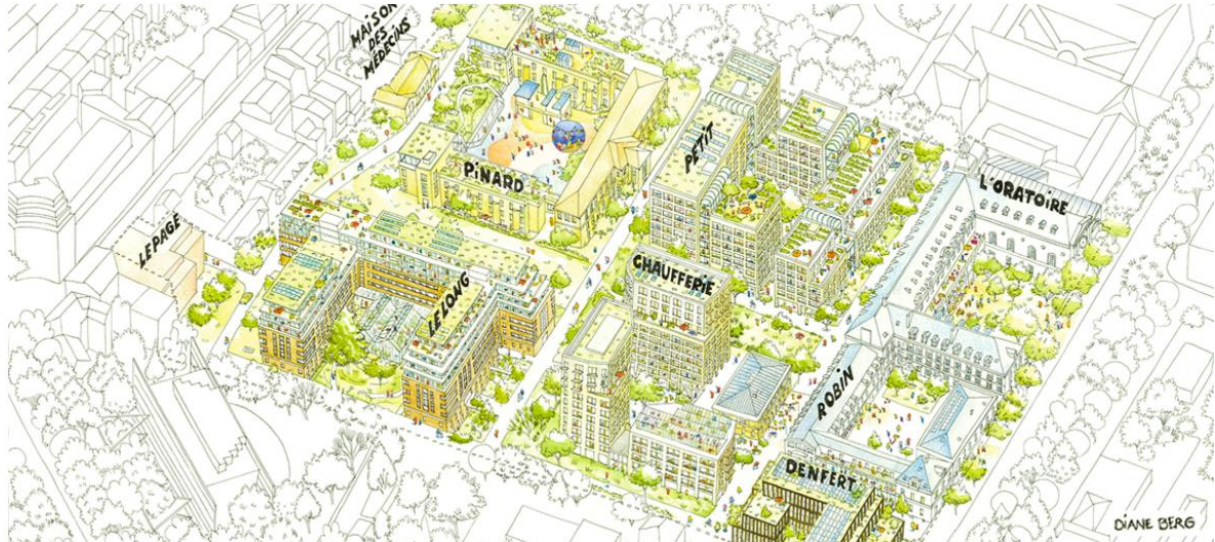 MAISON
DES
MÉDECINS
PINARD
PETIT
L'ORATOIRE
LEPAGE
LELONG
CHAUFFERIE
ROBIN
DENFERT
DIANE BERG